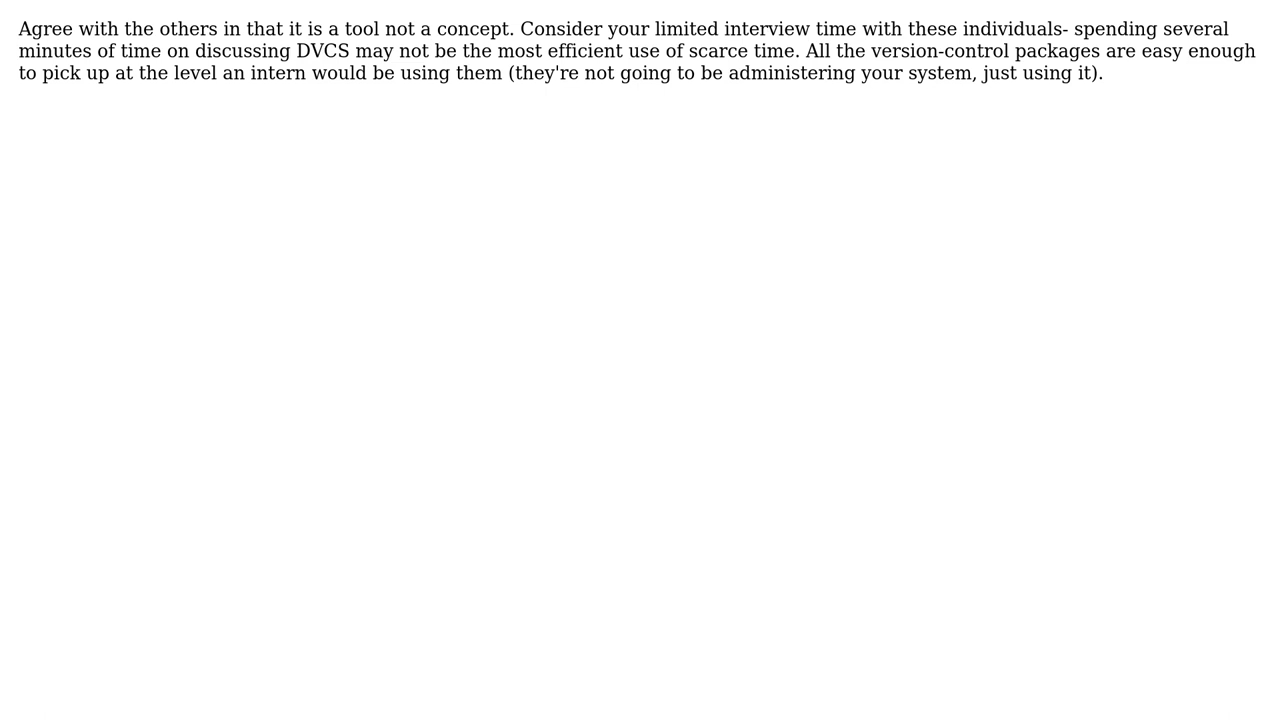 Agree with the others in that it is a tool not a concept. Consider your limited interview time with these individuals- spending several
minutes of time on discussing DVCS may not be the most efficient use of scarce time. All the version-control packages are easy enough
to pick up at the level an intern would be using them (they're not going to be administering your system, just using it).